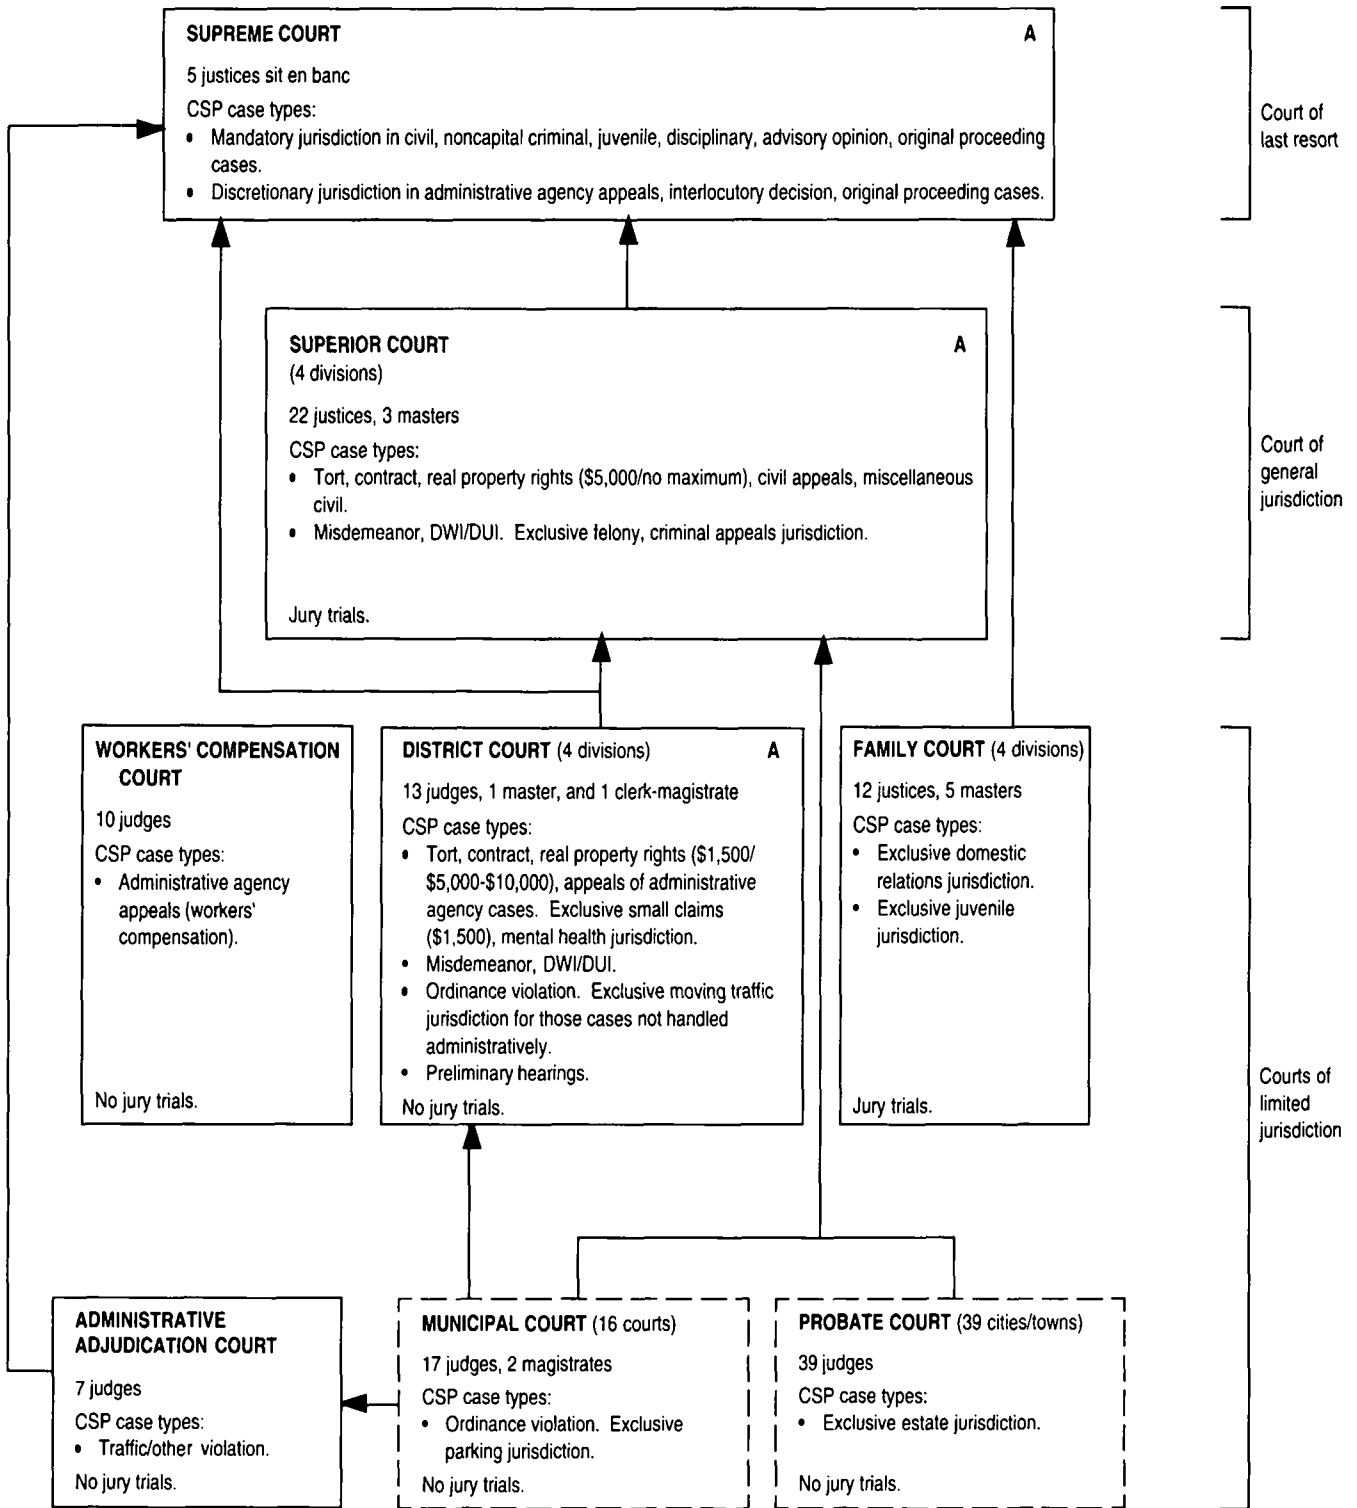 SUPREME COURT A
5 justices sit en banc
CSP case types:
• Mandatory jurisdiction in civil, noncapital criminal, juvenile, disciplinary, advisory opinion, original proceeding
cases.
• Discretionary jurisdiction in administrative agency appeals, interlocutory decision, original proceeding cases.
Court of
last resort
SUPERIOR COURT A
(4 divisions)
22 justices, 3 masters
CSP case types:
• Tort, contract, real property rights ($5,000/no maximum), civil appeals, miscellaneous
civil.
• Misdemeanor, DWI/DUI. Exclusive felony, criminal appeals jurisdiction.
Jury trials.
Court of
general
jurisdiction
WORKERS' COMPENSATION
COURT
10 judges
CSP case types:
• Administrative agency
appeals (workers'
compensation).
No jury trials.
DISTRICT COURT (4 divisions) A
13 judges, 1 master, and 1 clerk-magistrate
CSP case types:
• Tort, contract, real property rights ($1,500/
$5,000-$10,000), appeals of administrative
agency cases. Exclusive small claims
($1,500), mental health jurisdiction.
• Misdemeanor, DWI/DUI.
• Ordinance violation. Exclusive moving traffic
jurisdiction for those cases not handled
administratively.
• Preliminary hearings.
No jury trials.
FAMILY COURT (4 divisions)
12 justices, 5 masters
CSP case types:
• Exclusive domestic
relations jurisdiction.
• Exclusive juvenile
jurisdiction.
Jury trials.
Courts of
limited
jurisdiction
ADMINISTRATIVE
ADJUDICATION COURT
7 judges
CSP case types:
• Traffic/other violation.
No jury trials.
MUNICIPAL COURT (16 courts)
17 judges, 2 magistrates
CSP case types:
• Ordinance violation. Exclusive
parking jurisdiction.
No jury trials.
PROBATE COURT (39 cities/towns)
39 judges
CSP case types:
• Exclusive estate jurisdiction.
No jury trials.